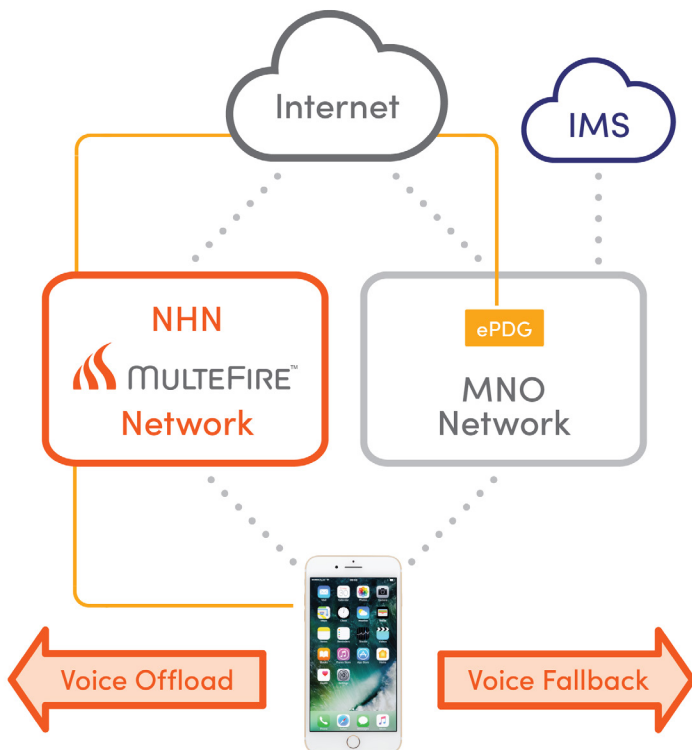 Internet
IMS
NHN
MULTEFIRE™
Network
ePDG
MNO
Network
Voice Offload
Voice Fallback